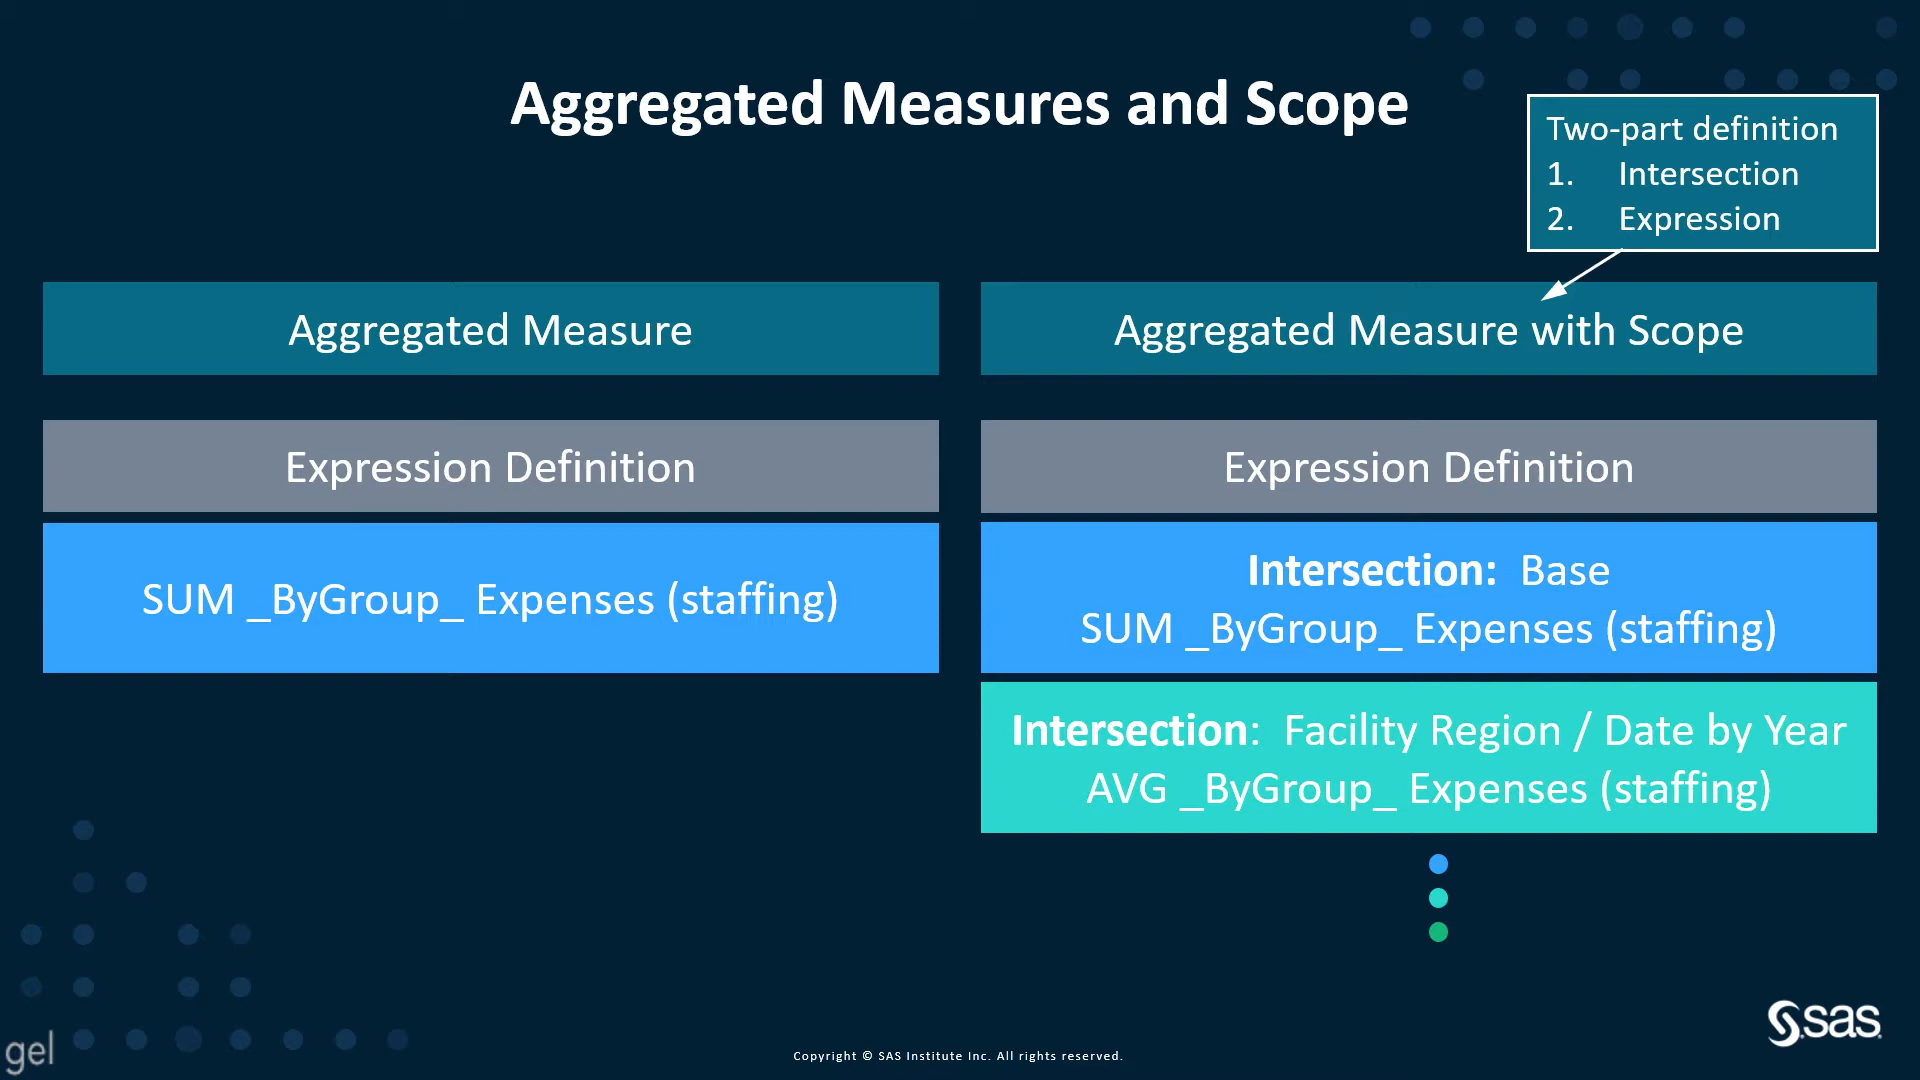 Aggregated Measures and Scope
Two-part definition
1. Intersection
2. Expression
Aggregated Measure
Expression Definition
SUM _ByGroup_ Expenses (staffing)
Aggregated Measure with Scope
Expression Definition
Intersection: Base
SUM _ByGroup_ Expenses (staffing)
Intersection: Facility Region / Date by Year
AVG _ByGroup_ Expenses (staffing)
gel
Copyright © SAS Institute Inc. All rights reserved.
sas